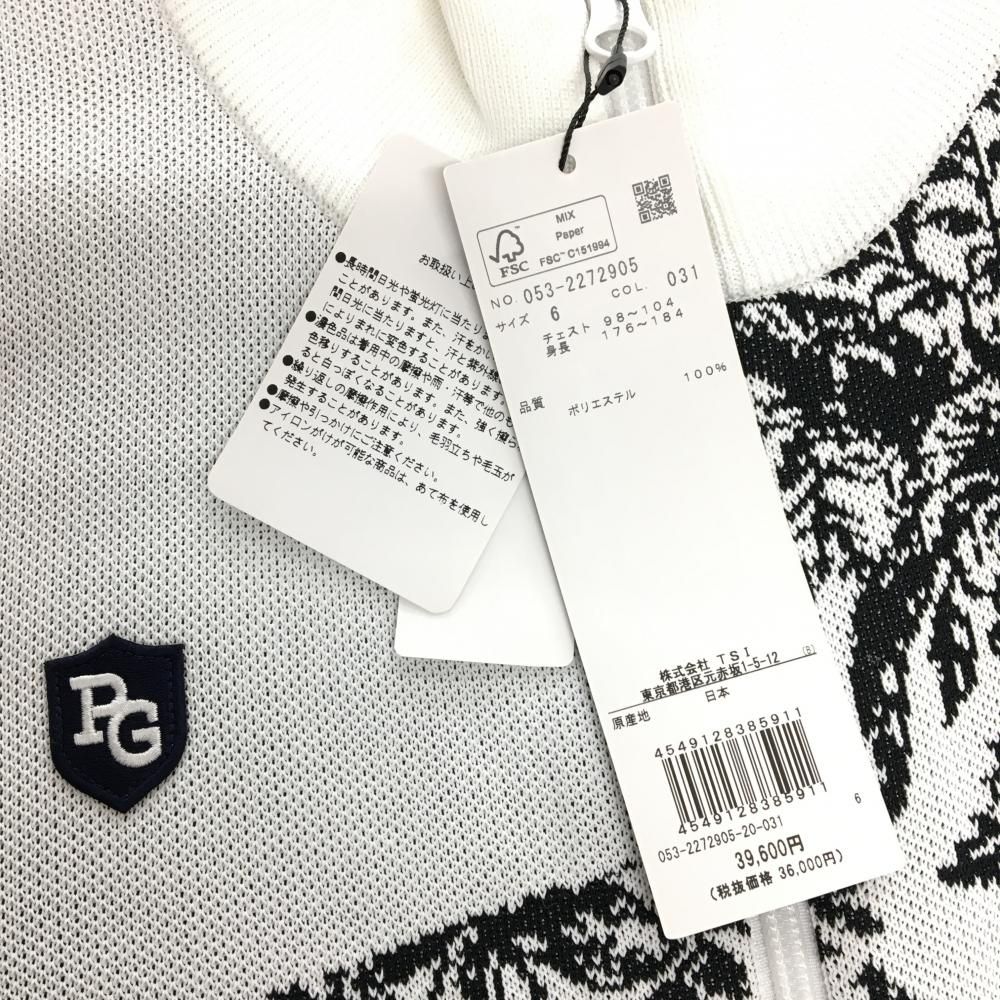 お取扱い上
●長時間日光や蛍光灯に当たりる
ことがあります。また、汗をかい
間日光に当たりますと、汗と紫外線
によりまれに変色することがあります。
●濃色品は着用中の摩擦や雨、汗等で他の
色移りすることがあります。また、強く擦っ
ると白っぽくなることがあります。
●繰り返しの摩擦作用により、毛羽立ちや毛玉が
発生することがあります。
●摩擦や引っかけにご注意ください。
●アイロンがけが可能な商品は、あて布を使用し
てください。
FSC
MIX
Paper
FSC™ C151994
NO. 053-2272905
COL. 031
サイズ 6
チェスト 98〜104
身長 176〜184
品質 ポリエステル 100%
株式会社 TSI
東京都港区元赤坂1-5-12 (B)
原産地 日本
4549128385911
4549128385911
053-2272905-20-031 6
39,600円
(税抜価格 36,000円)
PG